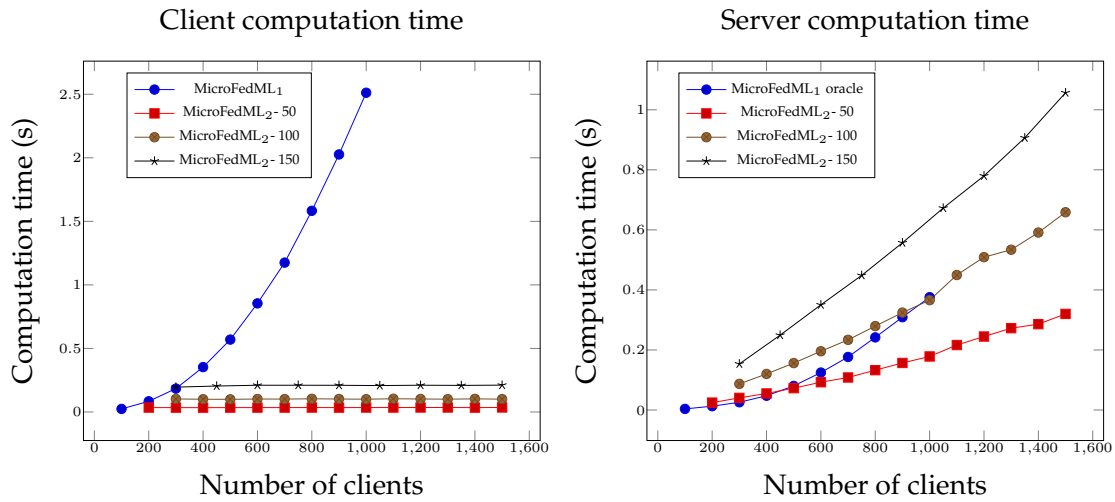 Client computation time
Computation time (s)
2.5
2
1.5
1
0.5
0
0
200
400
600
800
1,000
1,200
1,400
1,600
Number of clients
MicroFedML₁
MicroFedML₂- 50
MicroFedML₂- 100
MicroFedML₂- 150
Server computation time
Computation time (s)
1
0.8
0.6
0.4
0.2
0
0
200
400
600
800
1,000
1,200
1,400
1,600
Number of clients
MicroFedML₁ oracle
MicroFedML₂- 50
MicroFedML₂- 100
MicroFedML₂- 150